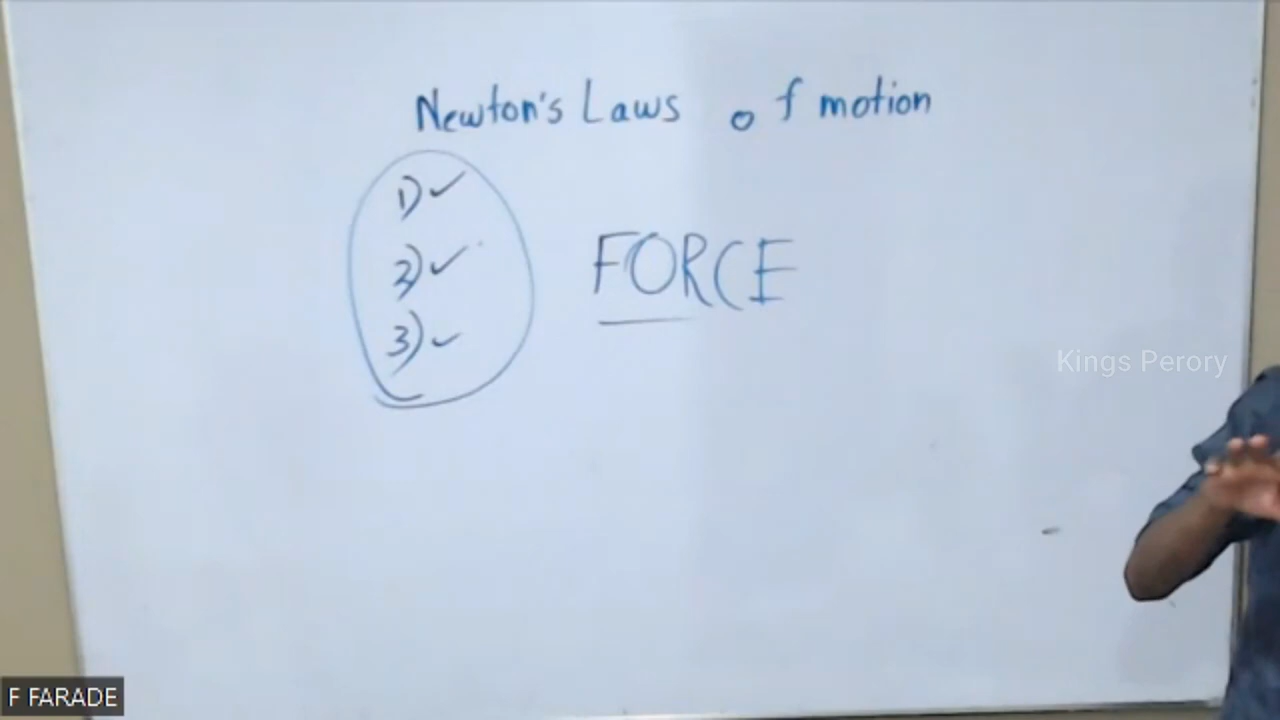 Newton's Laws of motion
1) ✓
2) ✓
3) ✓
FORCE
Kings Perory
F FARADE